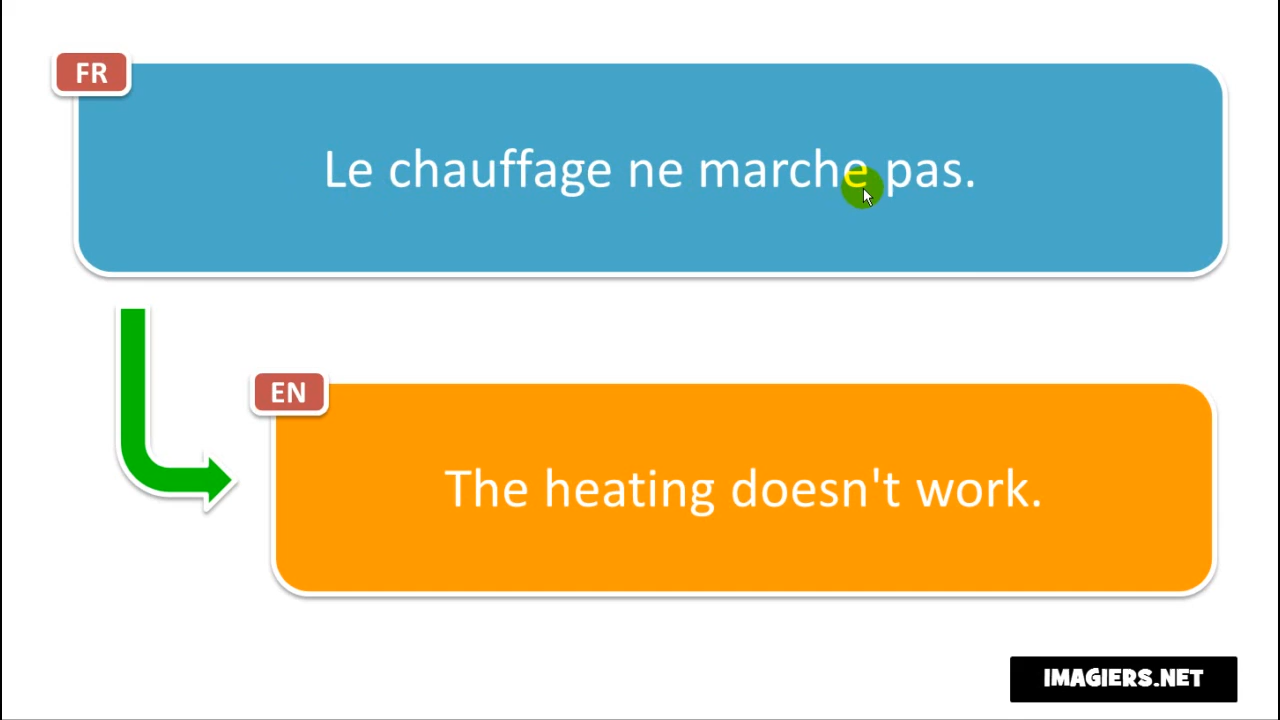 FR
Le chauffage ne marche pas.
EN
The heating doesn't work.
IMAGIERS.NET